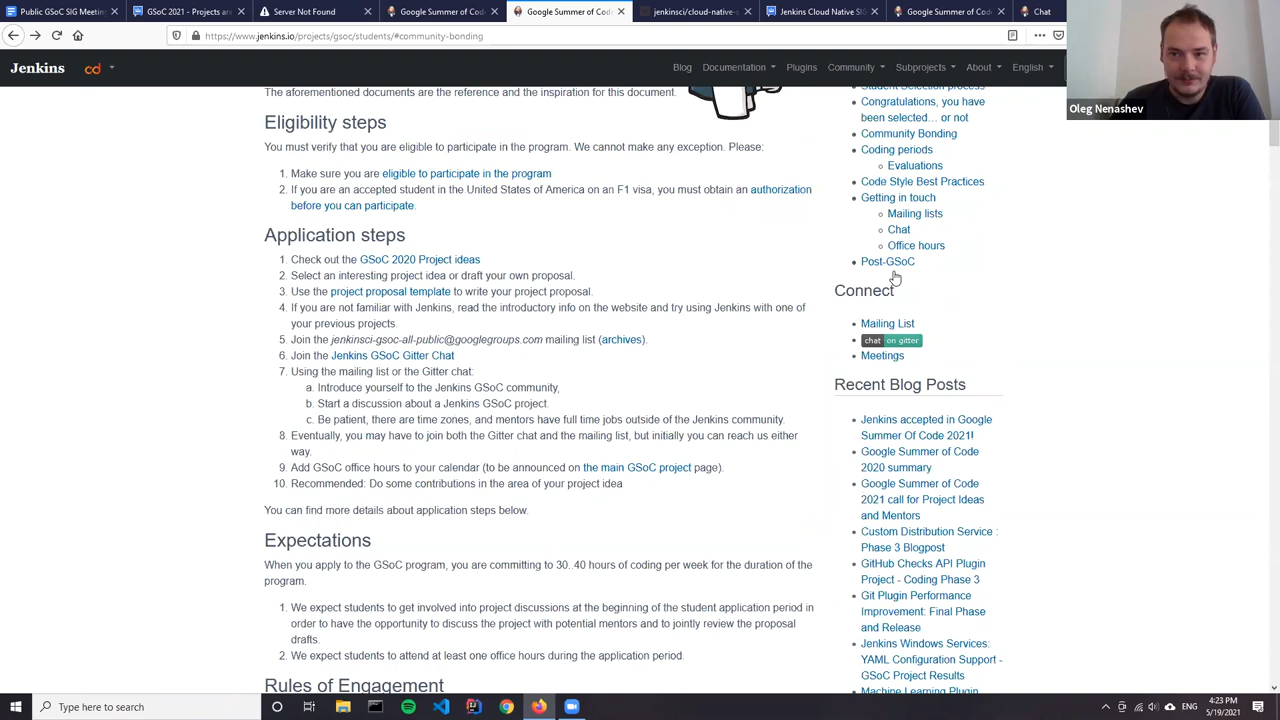 Public GSoC SIG Meeting
GSoC 2021 - Projects an
Server Not Found
Google Summer of Code
Google Summer of Code
jenkinsci/cloud-native-s
Jenkins Cloud Native SIG
Google Summer of Code
Chat
https://www.jenkins.io/projects/gsoc/students/#community-bonding
Jenkins
cd
Blog Documentation Plugins Community Subprojects About English
Oleg Nenashev
The aforementioned documents are the reference and the inspiration for this document.
Eligibility steps
You must verify that you are eligible to participate in the program. We cannot make any exception. Please:
1. Make sure you are eligible to participate in the program
2. If you are an accepted student in the United States of America on an F1 visa, you must obtain an authorization
before you can participate.
Application steps
1. Check out the GSoC 2020 Project ideas
2. Select an interesting project idea or draft your own proposal.
3. Use the project proposal template to write your project proposal.
4. If you are not familiar with Jenkins, read the introductory info on the website and try using Jenkins with one of
your previous projects.
5. Join the jenkinsci-gsoc-all-public@googlegroups.com mailing list (archives).
6. Join the Jenkins GSoC Gitter Chat
7. Using the mailing list or the Gitter chat:
a. Introduce yourself to the Jenkins GSoC community,
b. Start a discussion about a Jenkins GSoC project.
c. Be patient, there are time zones, and mentors have full time jobs outside of the Jenkins community.
8. Eventually, you may have to join both the Gitter chat and the mailing list, but initially you can reach us either
way.
9. Add GSoC office hours to your calendar (to be announced on the main GSoC project page).
10. Recommended: Do some contributions in the area of your project idea
You can find more details about application steps below.
Expectations
When you apply to the GSoC program, you are committing to 30..40 hours of coding per week for the duration of the
program.
1. We expect students to get involved into project discussions at the beginning of the student application period in
order to have the opportunity to discuss the project with potential mentors and to jointly review the proposal
drafts.
2. We expect students to attend at least one office hours during the application period.
Rules of Engagement
Student Selection process
Congratulations, you have
been selected… or not
Community Bonding
Coding periods
Evaluations
Code Style Best Practices
Getting in touch
Mailing lists
Chat
Office hours
Post-GSoC
Connect
Mailing List
chat on gitter
Meetings
Recent Blog Posts
Jenkins accepted in Google
Summer Of Code 2021!
Google Summer of Code
2020 summary
Google Summer of Code
2021 call for Project Ideas
and Mentors
Custom Distribution Service :
Phase 3 Blogpost
GitHub Checks API Plugin
Project - Coding Phase 3
Git Plugin Performance
Improvement: Final Phase
and Release
Jenkins Windows Services:
YAML Configuration Support -
GSoC Project Results
Machine Learning Plugin
Type here to search
ENG
4:23 PM
5/19/2021